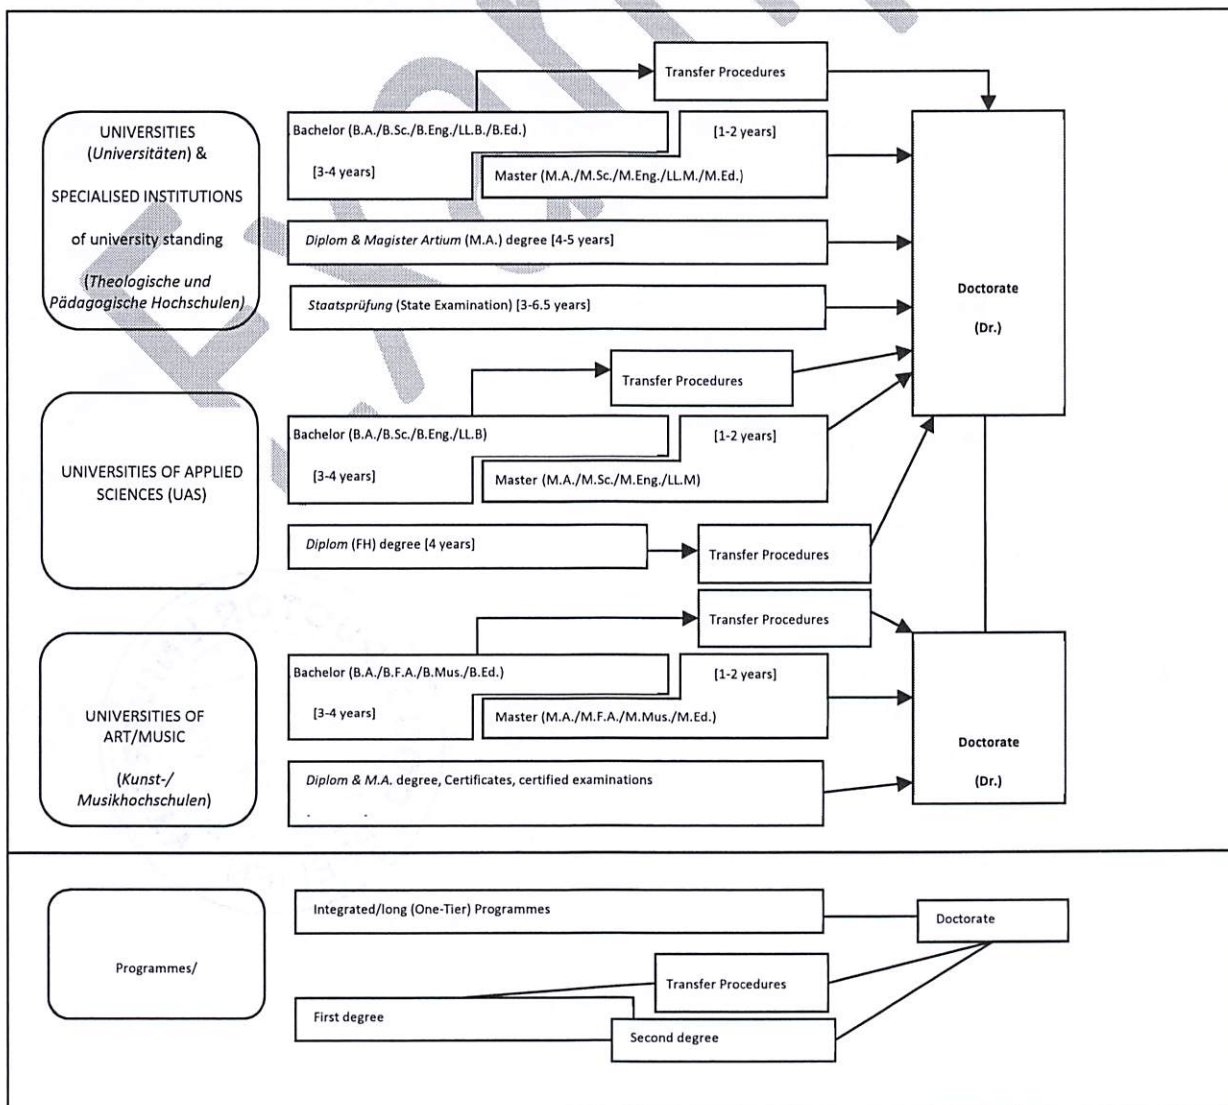 Transfer Procedures
UNIVERSITIES
(Universitäten) &
SPECIALISED INSTITUTIONS
of university standing
(Theologische und
Pädagogische Hochschulen)
Bachelor (B.A./B.Sc./B.Eng./LL.B./B.Ed.)
[1-2 years]
[3-4 years]
Master (M.A./M.Sc./M.Eng./LL.M./M.Ed.)
Diplom & Magister Artium (M.A.) degree [4-5 years]
Staatsprüfung (State Examination) [3-6.5 years]
Doctorate
(Dr.)
Transfer Procedures
UNIVERSITIES OF APPLIED
SCIENCES (UAS)
Bachelor (B.A./B.Sc./B.Eng./LL.B)
[1-2 years]
[3-4 years]
Master (M.A./M.Sc./M.Eng./LL.M)
Diplom (FH) degree [4 years]
Transfer Procedures
Transfer Procedures
UNIVERSITIES OF
ART/MUSIC
(Kunst-/
Musikhochschulen)
Bachelor (B.A./B.F.A./B.Mus./B.Ed.)
[1-2 years]
[3-4 years]
Master (M.A./M.F.A./M.Mus./M.Ed.)
Diplom & M.A. degree, Certificates, certified examinations
Doctorate
(Dr.)
Programmes/
Integrated/long (One-Tier) Programmes
Doctorate
Transfer Procedures
First degree
Second degree